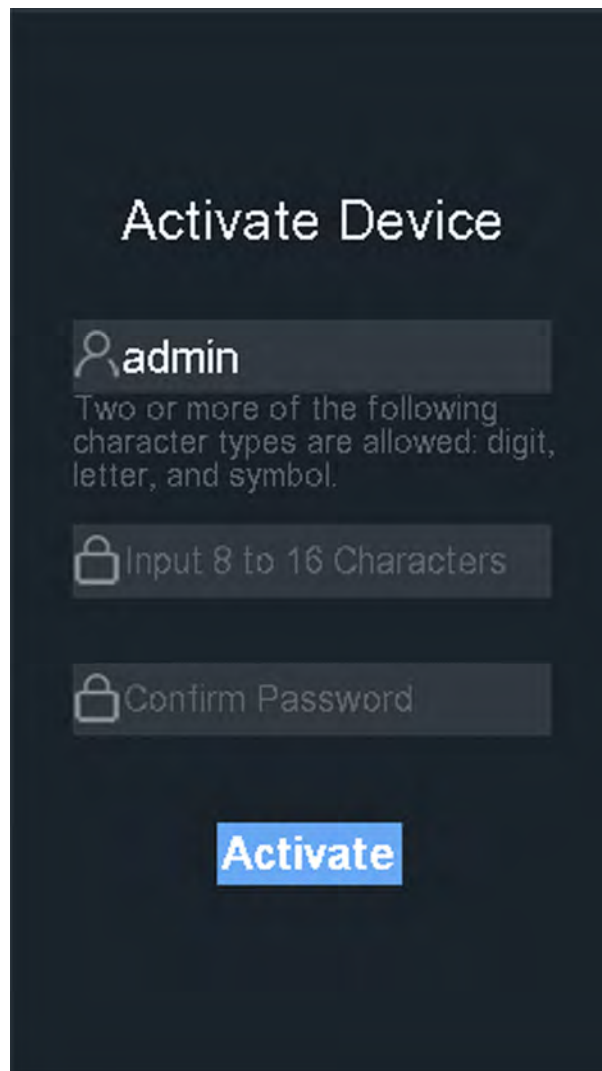 Activate Device
admin
Two or more of the following
character types are allowed: digit,
letter, and symbol.
Input 8 to 16 Characters
Confirm Password
Activate